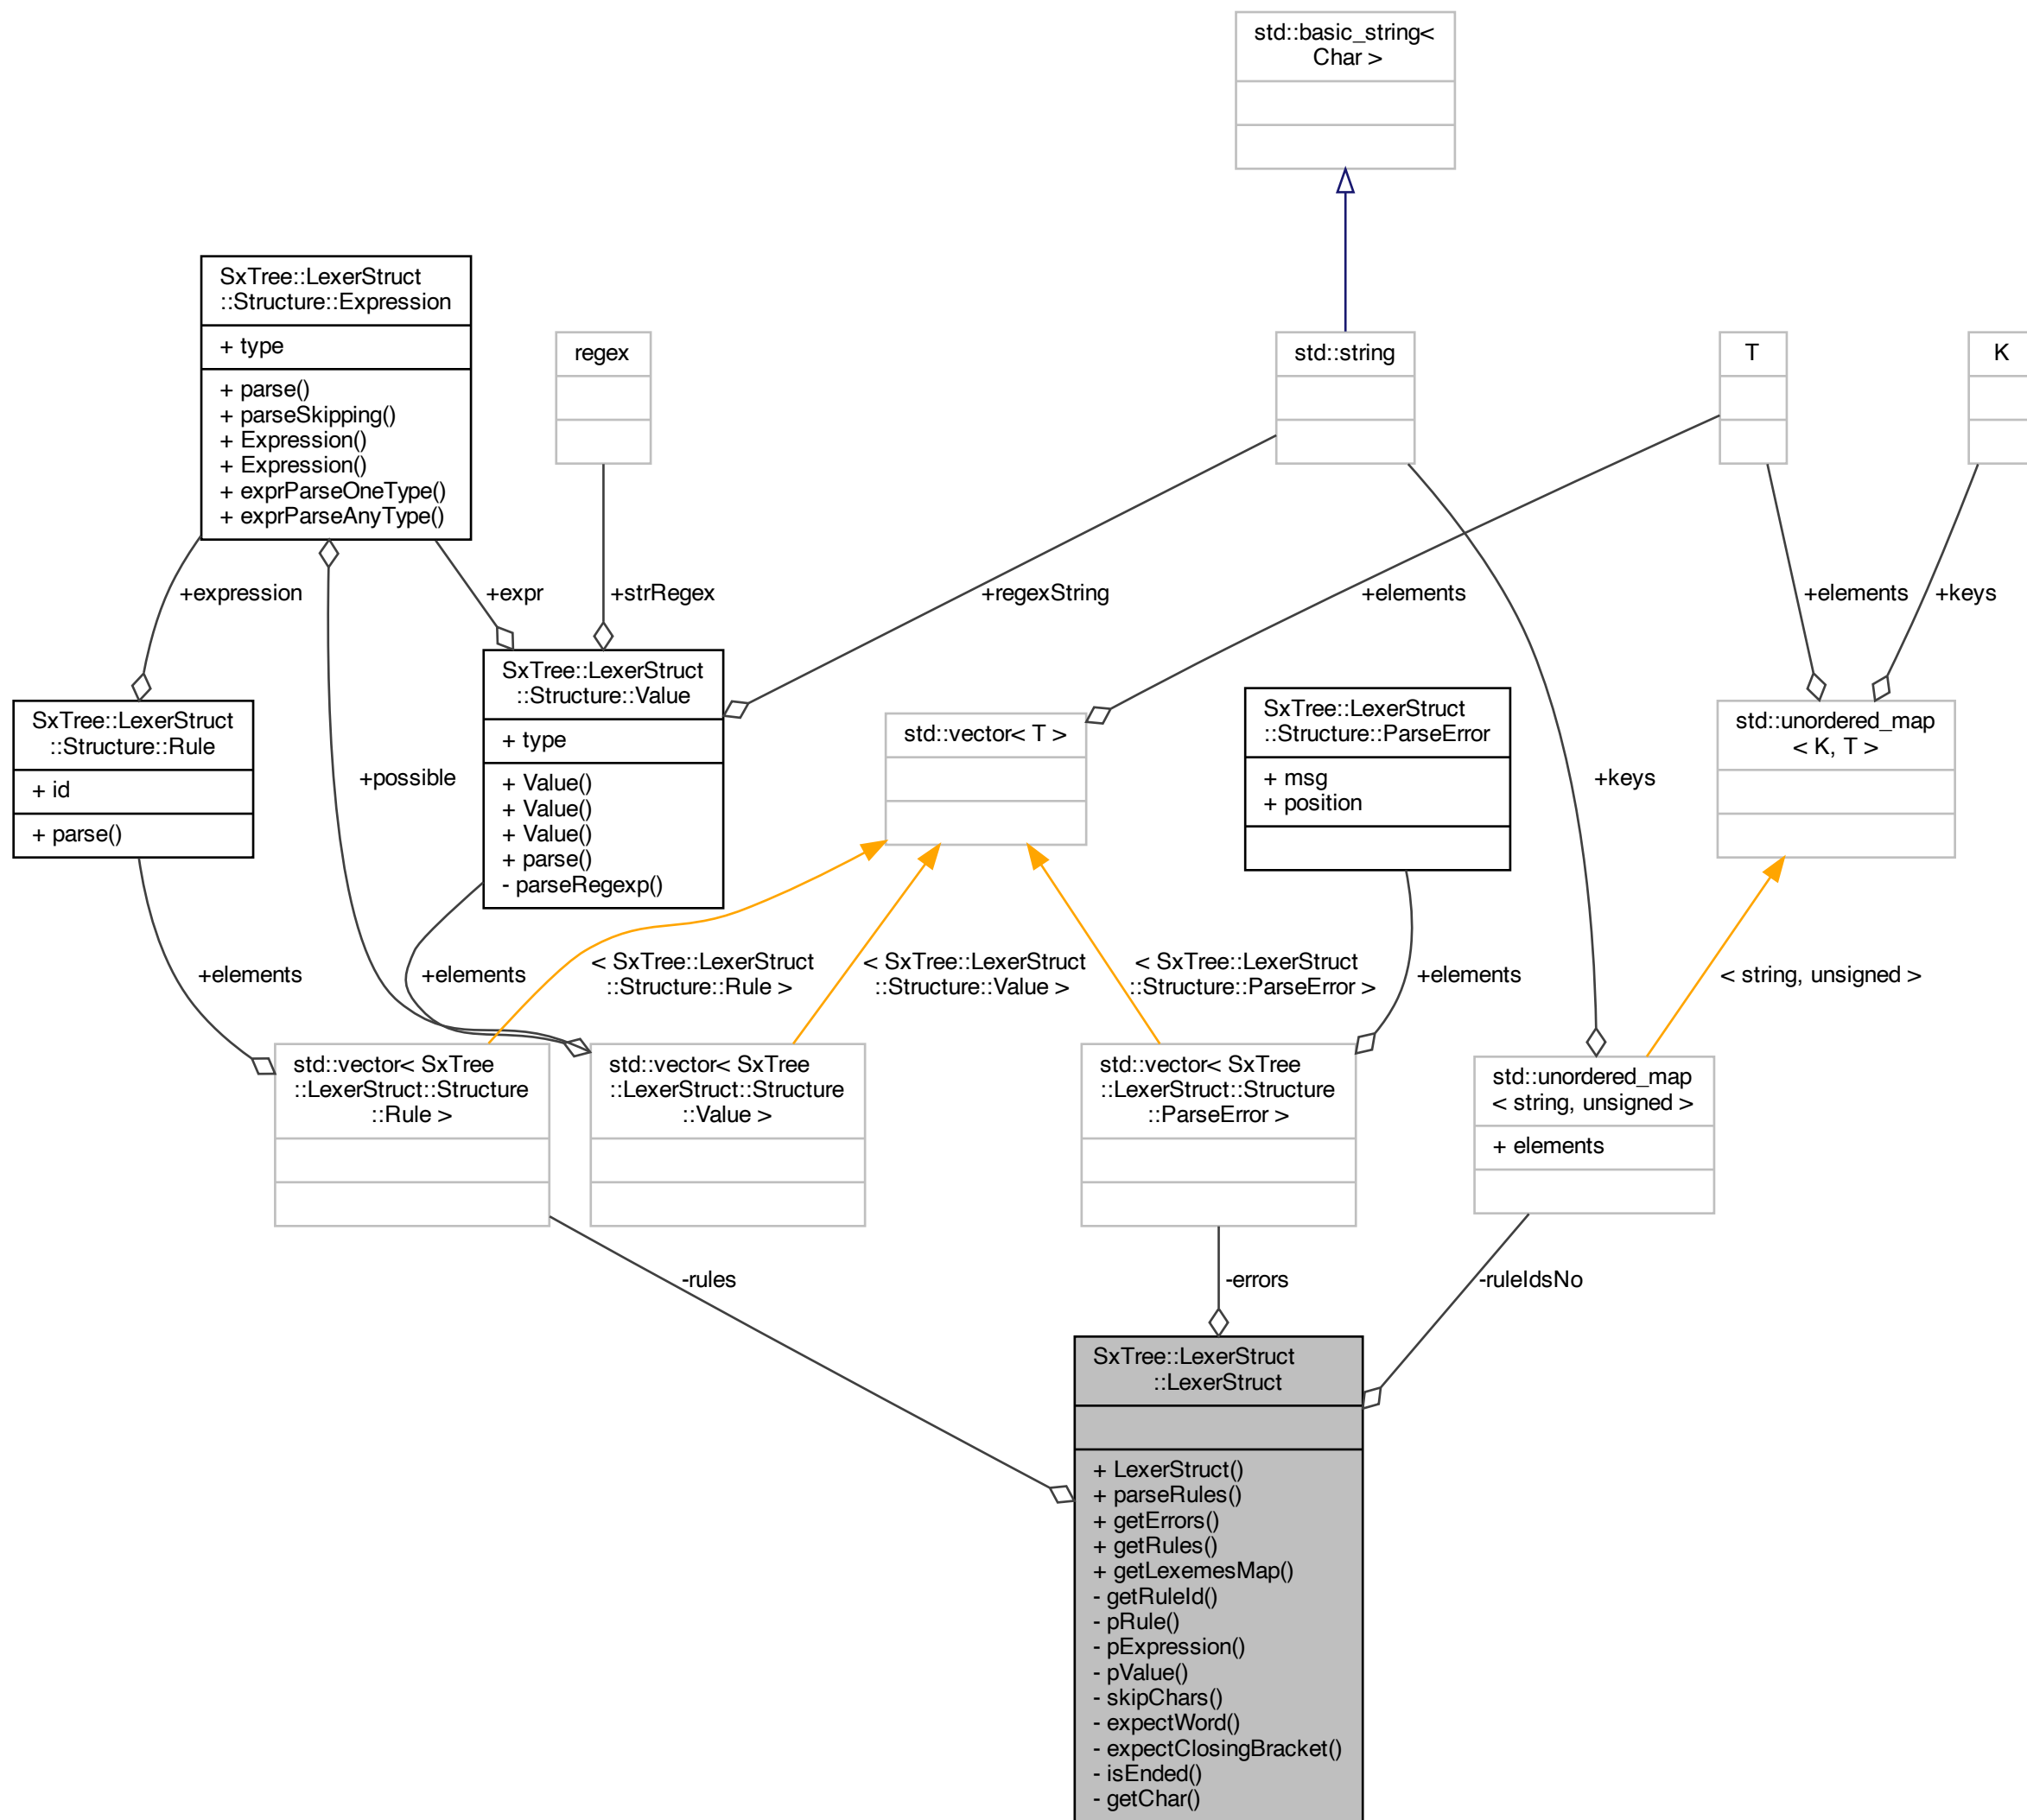 std::basic_string<
Char >
SxTree::LexerStruct
::Structure::Expression
+ type
+ parse()
+ parseSkipping()
+ Expression()
+ Expression()
+ exprParseOneType()
+ exprParseAnyType()
regex
std::string
T
K
+expression
+expr
+strRegex
+regexString
+elements
+elements
+keys
SxTree::LexerStruct
::Structure::Rule
+ id
+ parse()
+possible
SxTree::LexerStruct
::Structure::Value
+ type
+ Value()
+ Value()
+ Value()
+ parse()
- parseRegexp()
std::vector< T >
SxTree::LexerStruct
::Structure::ParseError
+ msg
+ position
+keys
std::unordered_map
< K, T >
+elements
+elements
< SxTree::LexerStruct
::Structure::Rule >
< SxTree::LexerStruct
::Structure::Value >
< SxTree::LexerStruct
::Structure::ParseError >
+elements
< string, unsigned >
std::vector< SxTree
::LexerStruct::Structure
::Rule >
std::vector< SxTree
::LexerStruct::Structure
::Value >
std::vector< SxTree
::LexerStruct::Structure
::ParseError >
std::unordered_map
< string, unsigned >
+ elements
-rules
-errors
-ruleIdsNo
SxTree::LexerStruct
::LexerStruct
+ LexerStruct()
+ parseRules()
+ getErrors()
+ getRules()
+ getLexemesMap()
- getRuleId()
- pRule()
- pExpression()
- pValue()
- skipChars()
- expectWord()
- expectClosingBracket()
- isEnded()
- getChar()